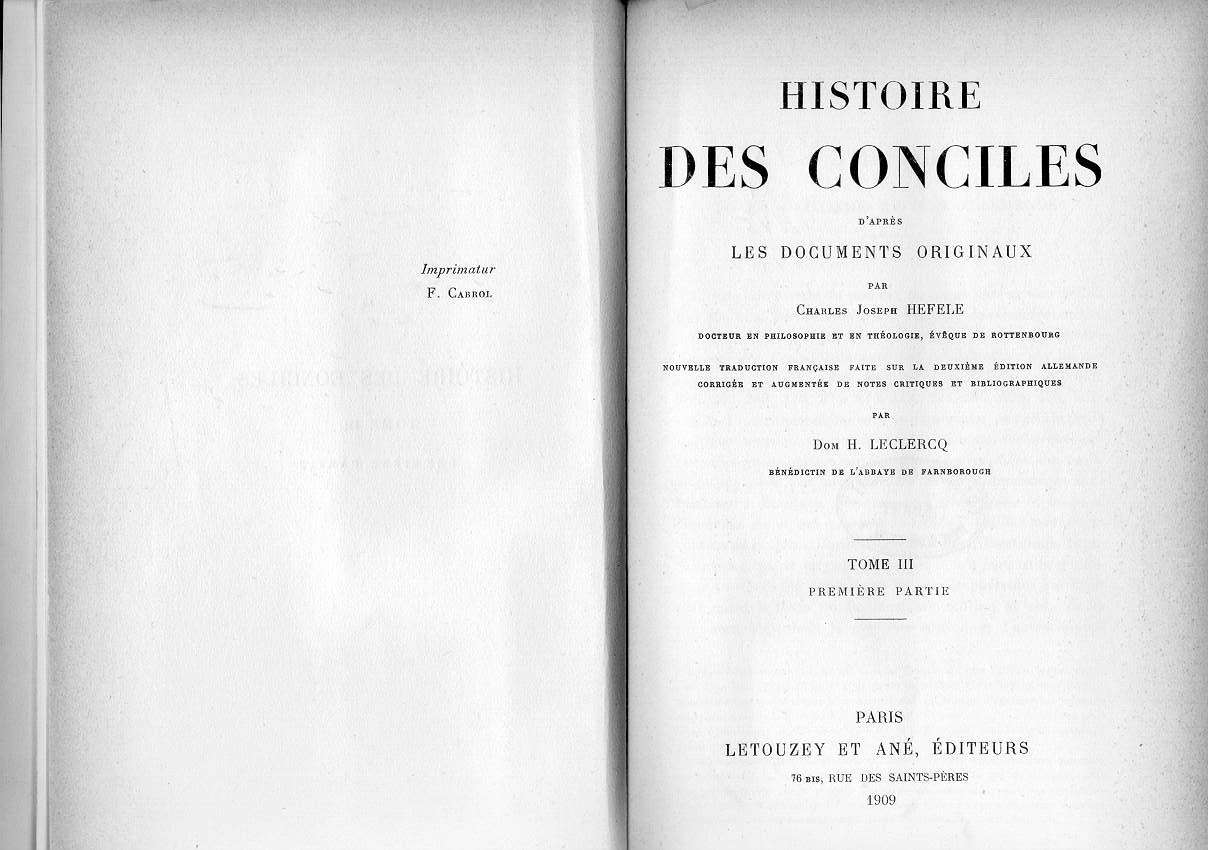 Imprimatur
F. Cabrol
HISTOIRE
DES CONCILES
D'APRÈS
LES DOCUMENTS ORIGINAUX
PAR
Charles Joseph HEFELE
DOCTEUR EN PHILOSOPHIE ET EN THÉOLOGIE, ÉVÊQUE DE ROTTENBOURG
NOUVELLE TRADUCTION FRANÇAISE FAITE SUR LA DEUXIÈME ÉDITION ALLEMANDE
CORRIGÉE ET AUGMENTÉE DE NOTES CRITIQUES ET BIBLIOGRAPHIQUES
PAR
Dom H. LECLERCQ
BÉNÉDICTIN DE L'ABBAYE DE FARNBOROUGH
TOME III
PREMIÈRE PARTIE
PARIS
LETOUZEY ET ANÉ, ÉDITEURS
76 BIS, RUE DES SAINTS-PÈRES
1909